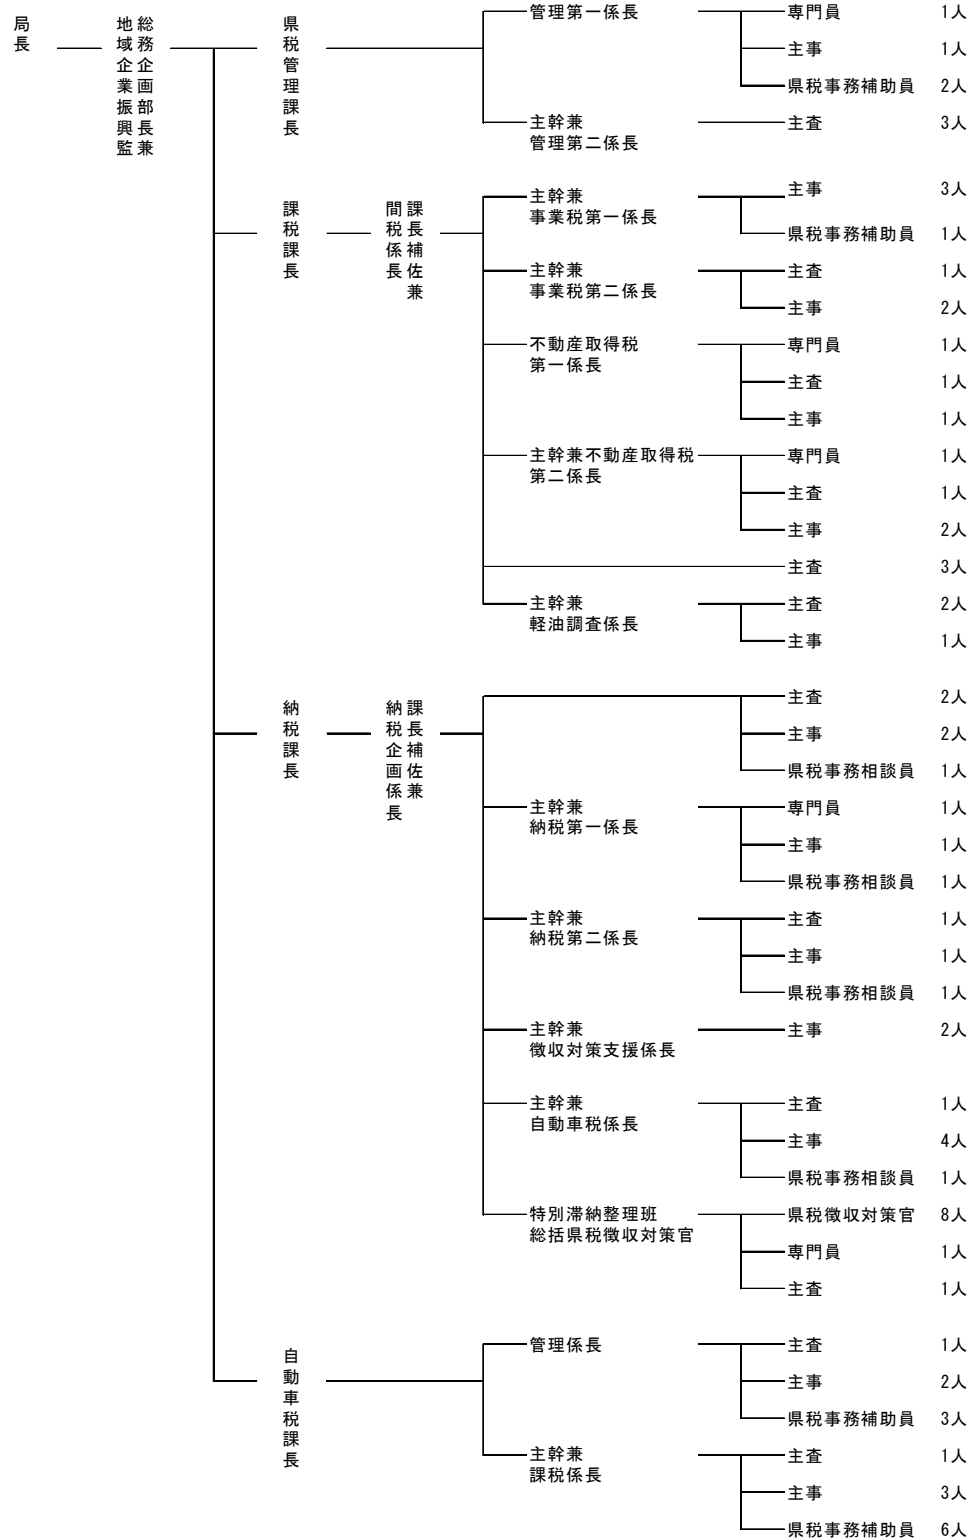 局長
総務企画部長兼
地域企業振興監
県税管理課長
管理第一係長
専門員 1人
主事 1人
県税事務補助員 2人
主幹兼
管理第二係長
主査 3人
課税課長
課長補佐兼
間税係長
主幹兼
事業税第一係長
主事 3人
県税事務補助員 1人
主幹兼
事業税第二係長
主査 1人
主事 2人
不動産取得税
第一係長
専門員 1人
主査 1人
主事 1人
主幹兼不動産取得税
第二係長
専門員 1人
主査 1人
主事 2人
主査 3人
主幹兼
軽油調査係長
主査 2人
主事 1人
納税課長
課長補佐兼
納税企画係長
主査 2人
主事 2人
県税事務相談員 1人
主幹兼
納税第一係長
専門員 1人
主事 1人
県税事務相談員 1人
主幹兼
納税第二係長
主査 1人
主事 1人
県税事務相談員 1人
主幹兼
徴収対策支援係長
主事 2人
主幹兼
自動車税係長
主査 1人
主事 4人
県税事務相談員 1人
特別滞納整理班
総括県税徴収対策官
県税徴収対策官 8人
専門員 1人
主査 1人
自動車税課長
管理係長
主査 1人
主事 2人
県税事務補助員 3人
主幹兼
課税係長
主査 1人
主事 3人
県税事務補助員 6人